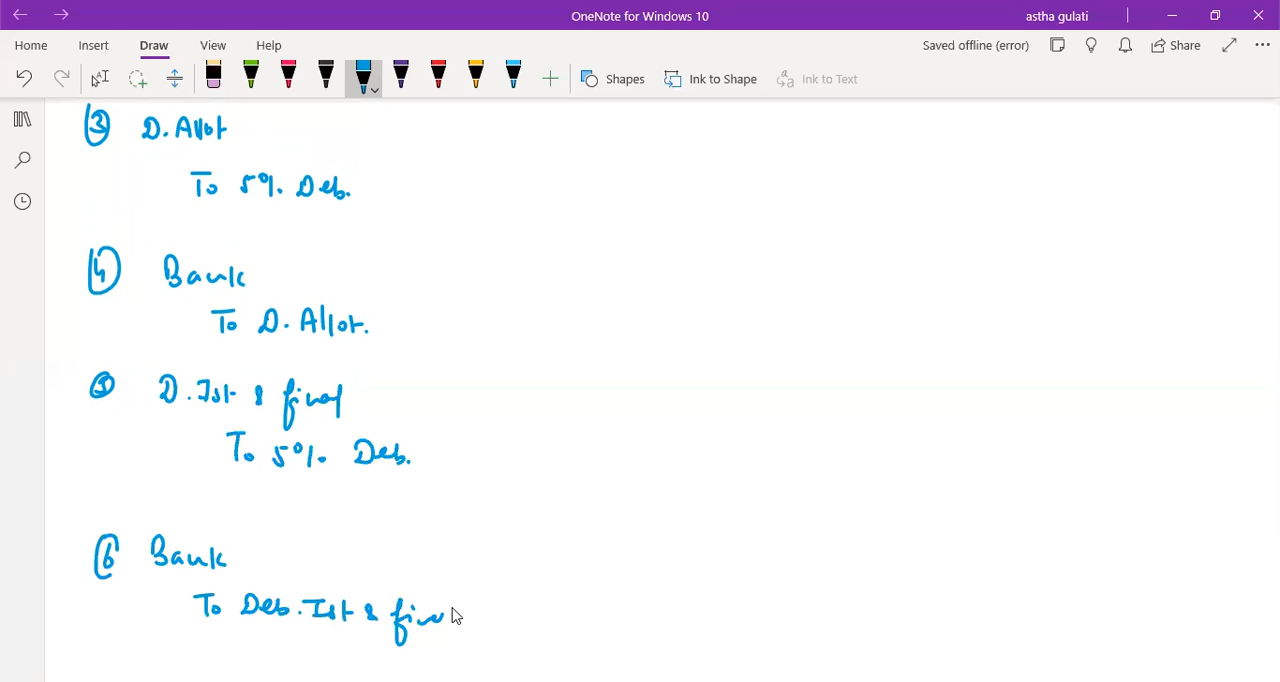 OneNote for Windows 10
astha gulati
Home Insert Draw View Help
Saved offline (error) Share
Shapes Ink to Shape Ink to Text
3 D. Allot
To 5% Deb.
4 Bank
To D. Allot.
5 D. Ist & final
To 5% Deb.
6 Bank
To Deb. Ist & fina